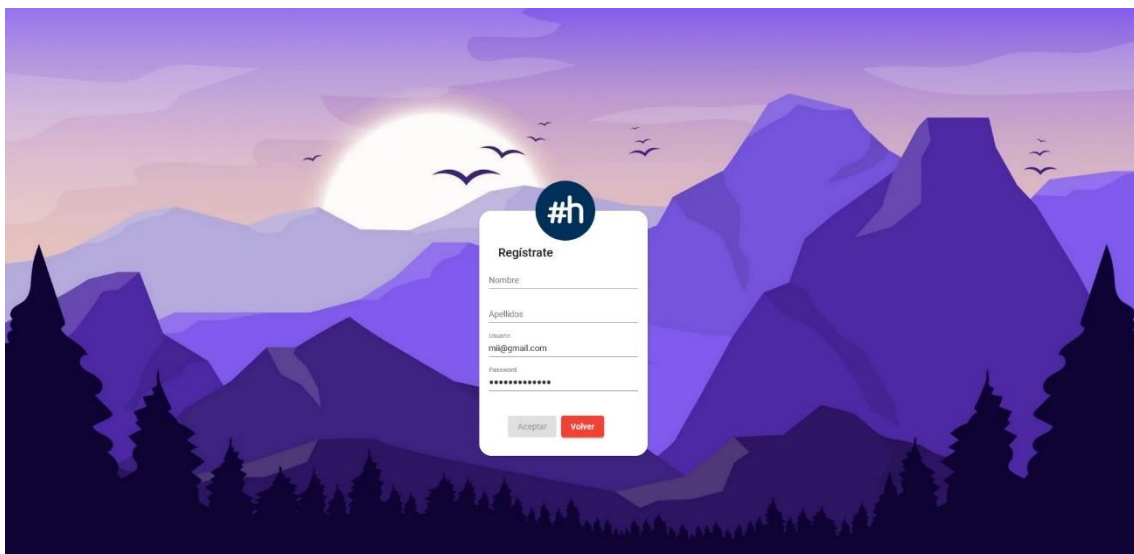 #h
Regístrate
Nombre
Apellidos
Usuario
mii@gmail.com
Password
•••••••••••••
Aceptar Volver